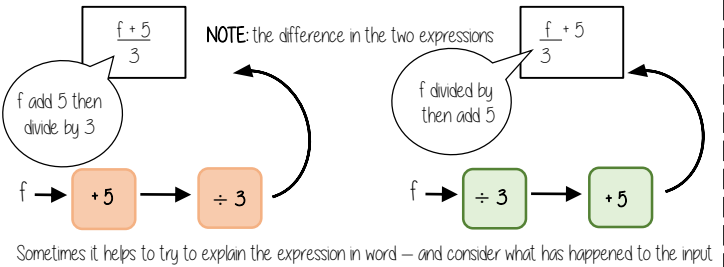 f + 5
3
NOTE: the difference in the two expressions
f + 5
3
f add 5 then
divide by 3
f divided by
then add 5
f
+ 5
÷ 3
f
÷ 3
+ 5
Sometimes it helps to try to explain the expression in word – and consider what has happened to the input